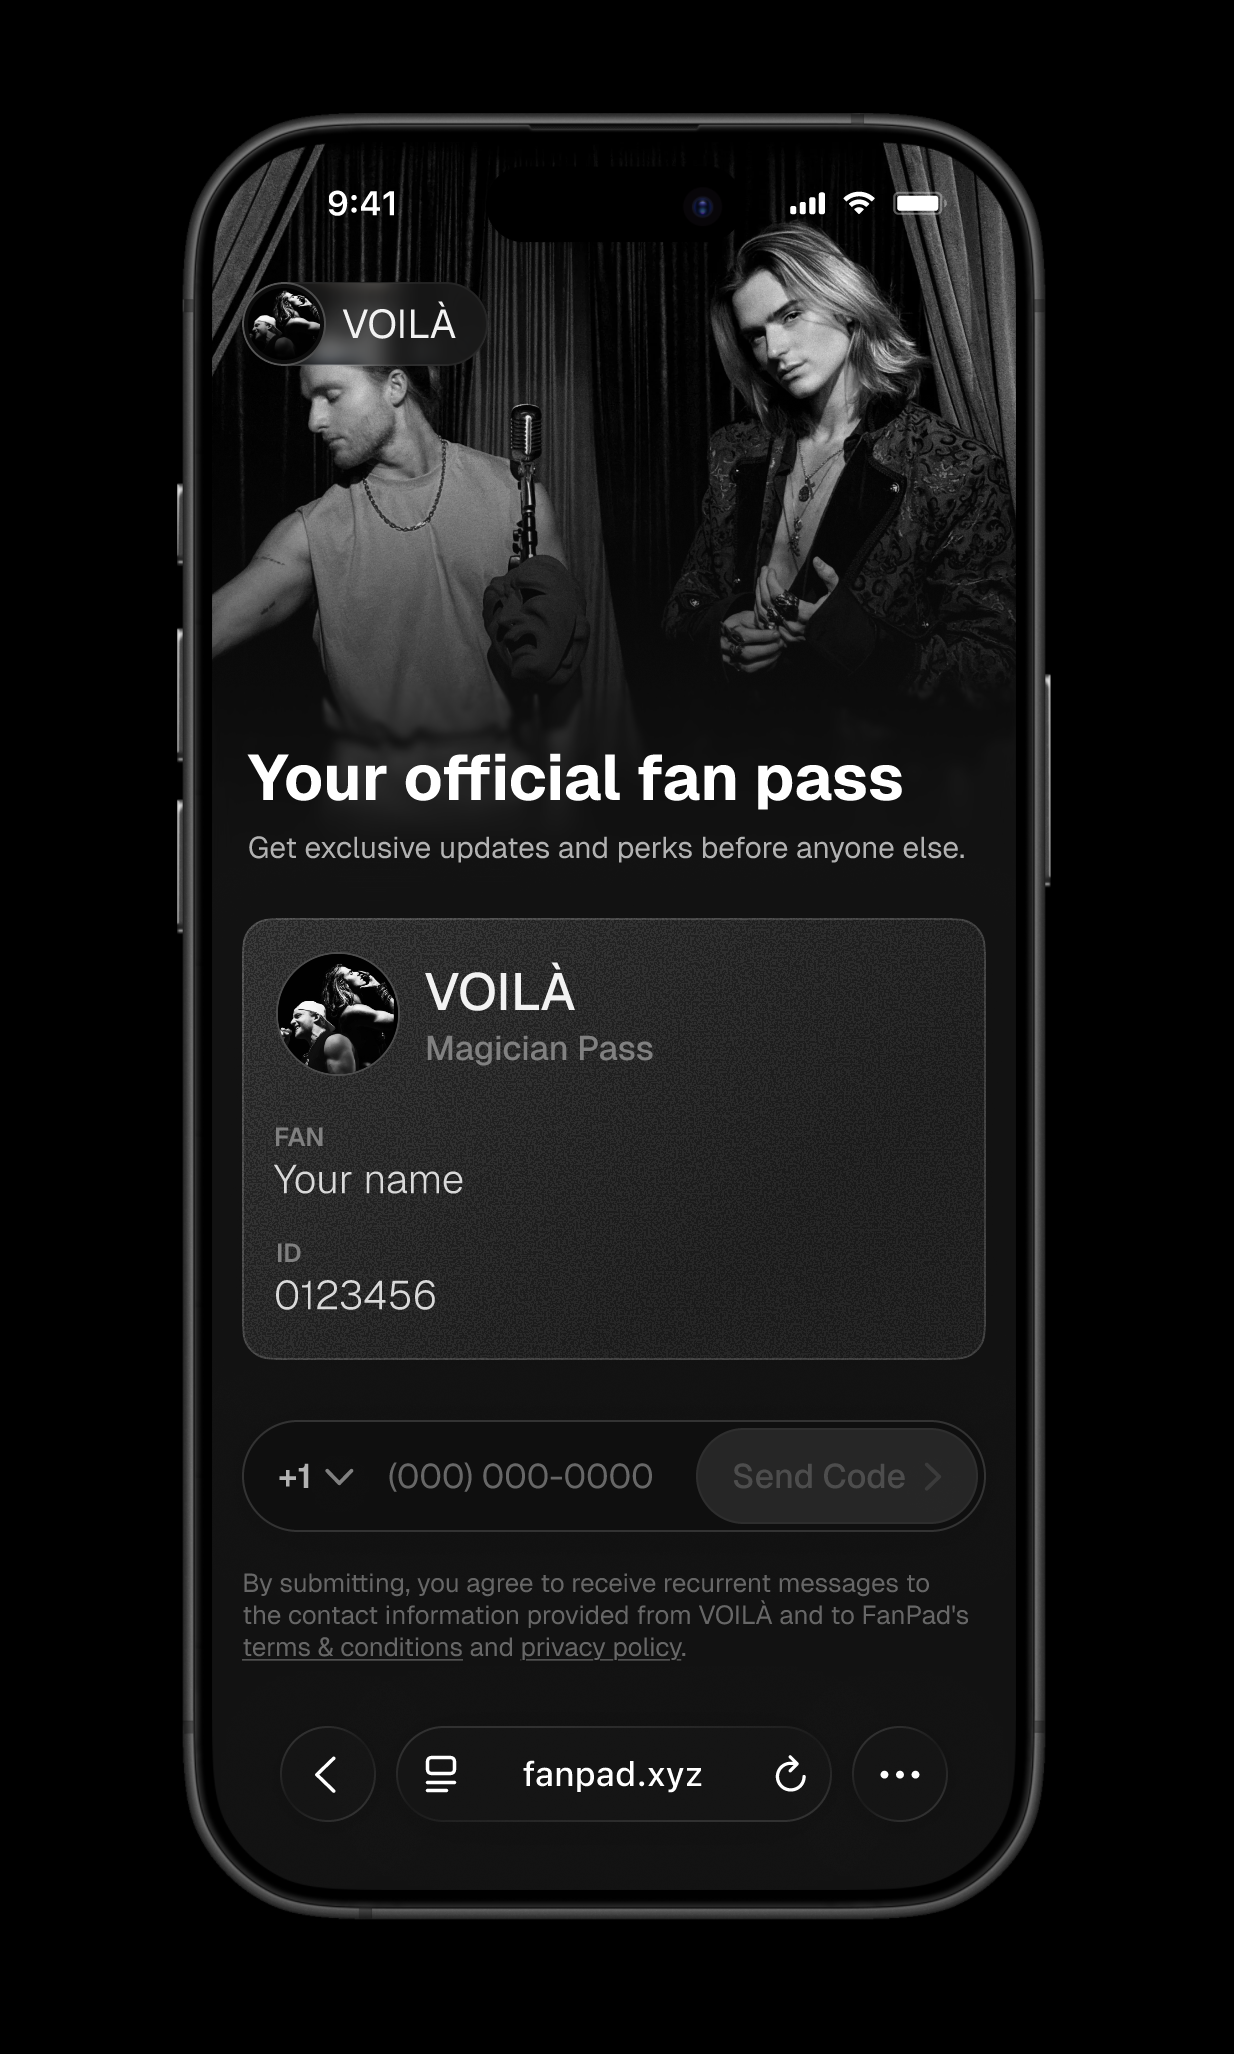 9:41
VOILÀ
Your official fan pass
Get exclusive updates and perks before anyone else.
VOILÀ
Magician Pass
FAN
Your name
ID
0123456
+1 (000) 000-0000 Send Code
By submitting, you agree to receive recurrent messages to
the contact information provided from VOILÀ and to FanPad's
terms & conditions and privacy policy.
fanpad.xyz